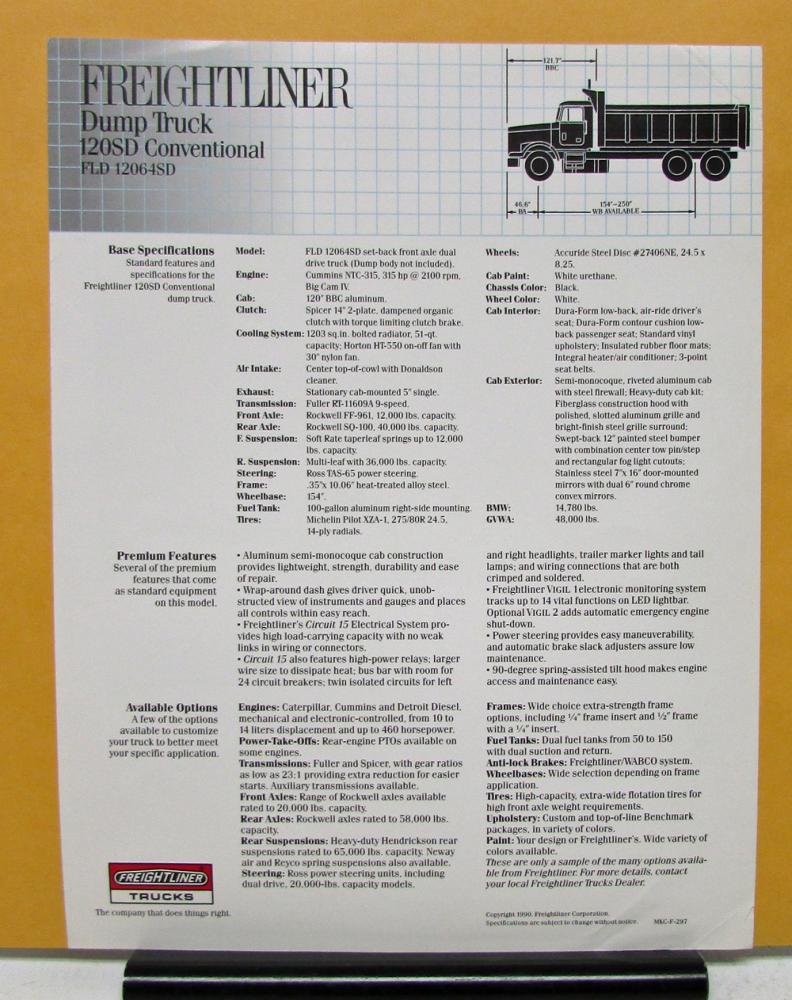 FREIGHTLINER
Dump Truck
120SD Conventional
FLD 12064SD
121.7"
BBC
46.6"
BA
154"-250"
WB AVAILABLE
Base Specifications
Standard features and
specifications for the
Freightliner 120SD Conventional
dump truck.
Model: FLD 12064SD set-back front axle dual
drive truck (Dump body not included).
Engine: Cummins NTC-315, 315 hp @ 2100 rpm,
Big Cam IV.
Cab: 120" BBC aluminum.
Clutch: Spicer 14" 2-plate, dampened organic
clutch with torque limiting clutch brake.
Cooling System: 1203 sq.in. bolted radiator, 51-qt.
capacity; Horton HT-550 on-off fan with
30" nylon fan.
Air Intake: Center top-of-cowl with Donaldson
cleaner.
Exhaust: Stationary cab-mounted 5" single.
Transmission: Fuller RT-11609A 9-speed.
Front Axle: Rockwell FF-961, 12,000 lbs. capacity.
Rear Axle: Rockwell SQ-100, 40,000 lbs. capacity.
F. Suspension: Soft Rate taperleaf springs up to 12,000
lbs. capacity.
R. Suspension: Multi-leaf with 36,000 lbs. capacity.
Steering: Ross TAS-65 power steering.
Frame: .35"x 10.06" heat-treated alloy steel.
Wheelbase: 154".
Fuel Tank: 100-gallon aluminum right-side mounting.
Tires: Michelin Pilot XZA-1, 275/80R 24.5,
14-ply radials.
Wheels: Accuride Steel Disc #27406NE, 24.5 x
8.25.
Cab Paint: White urethane.
Chassis Color: Black.
Wheel Color: White.
Cab Interior: Dura-Form low-back, air-ride driver's
seat; Dura-Form contour cushion low-
back passenger seat; Standard vinyl
upholstery; Insulated rubber floor mats;
Integral heater/air conditioner; 3-point
seat belts.
Cab Exterior: Semi-monocoque, riveted aluminum cab
with steel firewall; Heavy-duty cab kit;
Fiberglass construction hood with
polished, slotted aluminum grille and
bright-finish steel grille surround;
Swept-back 12" painted steel bumper
with combination center tow pin/step
and rectangular fog light cutouts;
Stainless steel 7"x 16" door-mounted
mirrors with dual 6" round chrome
convex mirrors.
BMW: 14,780 lbs.
GVWA: 48,000 lbs.
Premium Features
Several of the premium
features that come
as standard equipment
on this model.
• Aluminum semi-monocoque cab construction
provides lightweight, strength, durability and ease
of repair.
• Wrap-around dash gives driver quick, unob-
structed view of instruments and gauges and places
all controls within easy reach.
• Freightliner's Circuit 15 Electrical System pro-
vides high load-carrying capacity with no weak
links in wiring or connectors.
• Circuit 15 also features high-power relays; larger
wire size to dissipate heat; bus bar with room for
24 circuit breakers; twin isolated circuits for left
and right headlights, trailer marker lights and tail
lamps; and wiring connections that are both
crimped and soldered.
• Freightliner VIGIL 1 electronic monitoring system
tracks up to 14 vital functions on LED lightbar.
Optional VIGIL 2 adds automatic emergency engine
shut-down.
• Power steering provides easy maneuverability,
and automatic brake slack adjusters assure low
maintenance.
• 90-degree spring-assisted tilt hood makes engine
access and maintenance easy.
Available Options
A few of the options
available to customize
your truck to better meet
your specific application.
Engines: Caterpillar, Cummins and Detroit Diesel,
mechanical and electronic-controlled, from 10 to
14 liters displacement and up to 460 horsepower.
Power-Take-Offs: Rear-engine PTOs available on
some engines.
Transmissions: Fuller and Spicer, with gear ratios
as low as 23:1 providing extra reduction for easier
starts. Auxiliary transmissions available.
Front Axles: Range of Rockwell axles available
rated to 20,000 lbs. capacity.
Rear Axles: Rockwell axles rated to 58,000 lbs.
capacity.
Rear Suspensions: Heavy-duty Hendrickson rear
suspensions rated to 65,000 lbs. capacity. Neway
air and Reyco spring suspensions also available.
Steering: Ross power steering units, including
dual drive, 20,000-lbs. capacity models.
Frames: Wide choice extra-strength frame
options, including 1/4" frame insert and 1/2" frame
with a 1/4" insert.
Fuel Tanks: Dual fuel tanks from 50 to 150
with dual suction and return.
Anti-lock Brakes: Freightliner/WABCO system.
Wheelbases: Wide selection depending on frame
application.
Tires: High-capacity, extra-wide flotation tires for
high front axle weight requirements.
Upholstery: Custom and top-of-line Benchmark
packages, in variety of colors.
Paint: Your design or Freightliner's. Wide variety of
colors available.
These are only a sample of the many options availa-
ble from Freightliner. For more details, contact
your local Freightliner Trucks Dealer.
FREIGHTLINER
TRUCKS
The company that does things right.
Copyright 1990. Freightliner Corporation.
Specifications are subject to change without notice. MKC-F-297